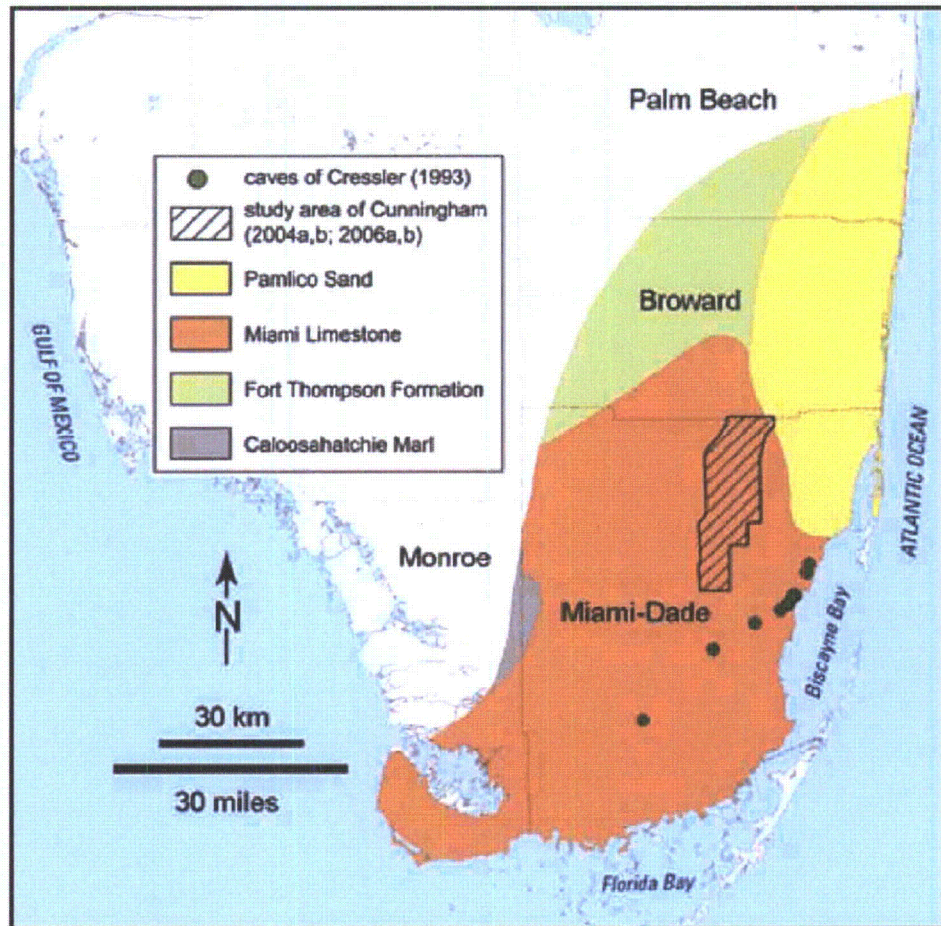 Palm Beach
caves of Cressler (1993)
study area of Cunningham
(2004a,b; 2006a,b)
Pamlico Sand
Miami Limestone
Fort Thompson Formation
Caloosahatchie Marl
Broward
GULF OF MEXICO
ATLANTIC OCEAN
Monroe
N
Miami-Dade
Biscayne Bay
30 km
30 miles
Florida Bay